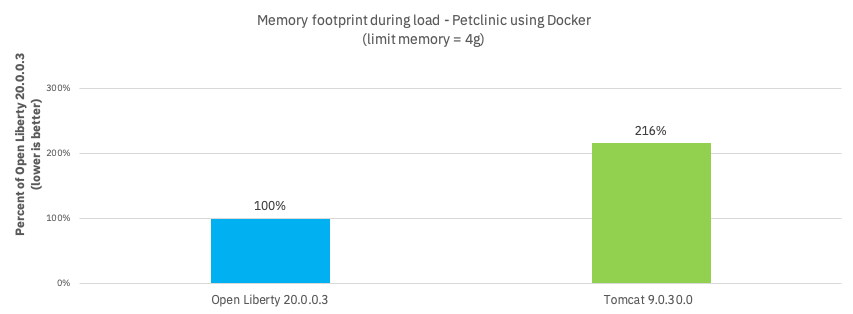 Memory footprint during load - Petclinic using Docker
(limit memory = 4g)
Percent of Open Liberty 20.0.0.3
(lower is better)
300%
200%
100%
0%
100%
216%
Open Liberty 20.0.0.3
Tomcat 9.0.30.0